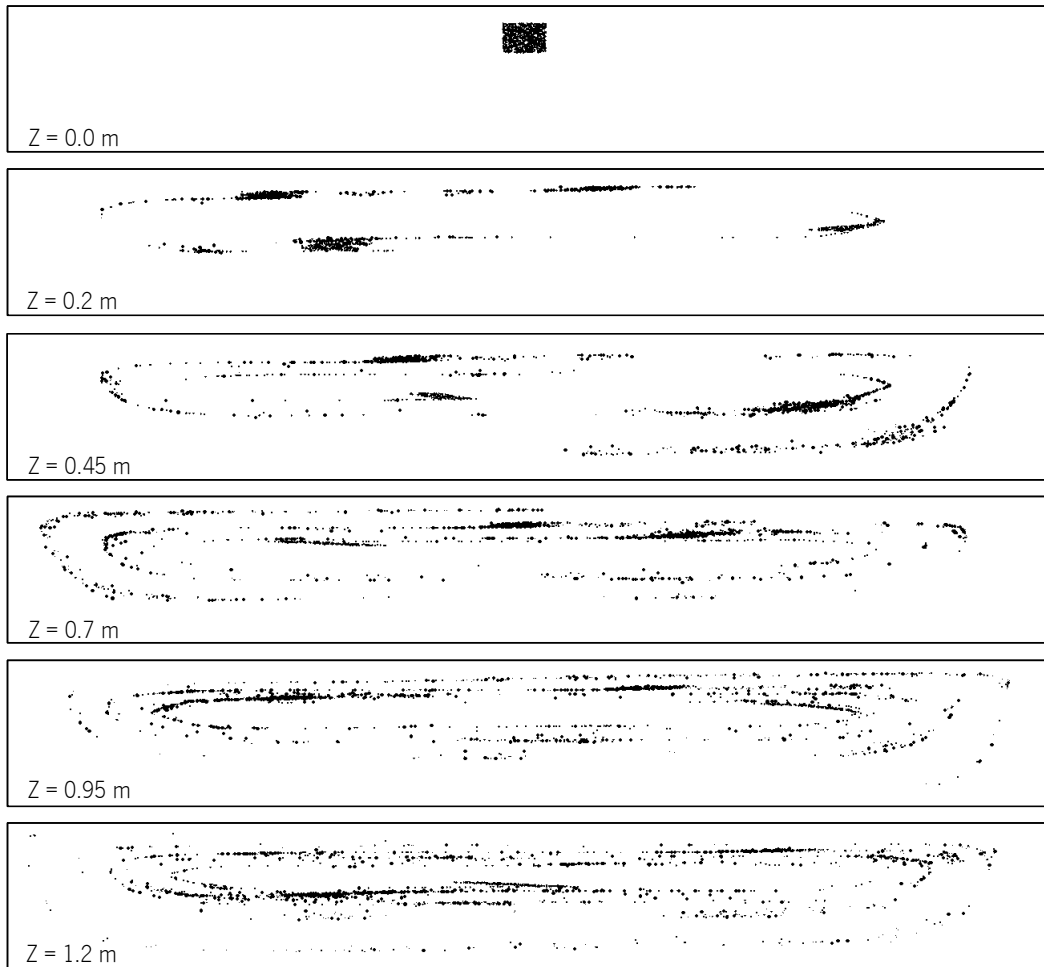 Z = 0.0 m
Z = 0.2 m
Z = 0.45 m
Z = 0.7 m
Z = 0.95 m
Z = 1.2 m